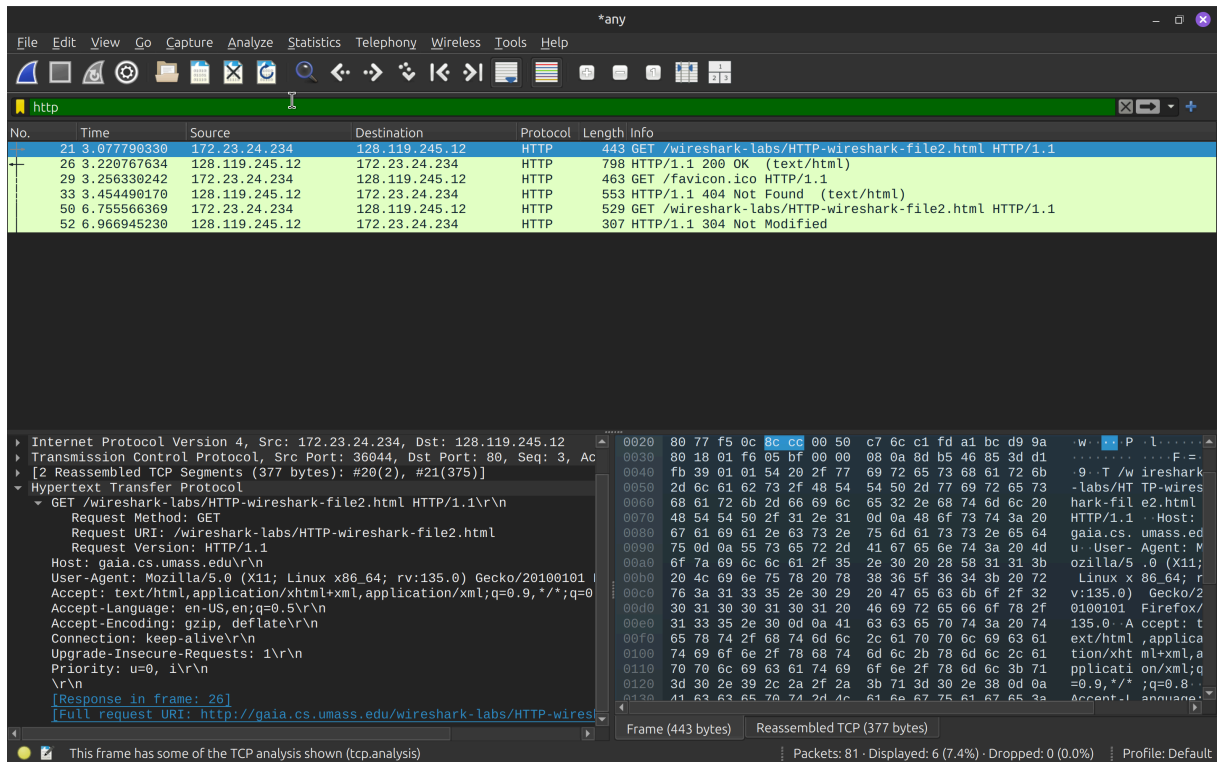 *any
File Edit View Go Capture Analyze Statistics Telephony Wireless Tools Help
http
No. Time Source Destination Protocol Length Info
21 3.077790330 172.23.24.234 128.119.245.12 HTTP 443 GET /wireshark-labs/HTTP-wireshark-file2.html HTTP/1.1
26 3.220767634 128.119.245.12 172.23.24.234 HTTP 798 HTTP/1.1 200 OK (text/html)
29 3.256330242 172.23.24.234 128.119.245.12 HTTP 463 GET /favicon.ico HTTP/1.1
33 3.454490170 128.119.245.12 172.23.24.234 HTTP 553 HTTP/1.1 404 Not Found (text/html)
50 6.755566369 172.23.24.234 128.119.245.12 HTTP 529 GET /wireshark-labs/HTTP-wireshark-file2.html HTTP/1.1
52 6.966945230 128.119.245.12 172.23.24.234 HTTP 307 HTTP/1.1 304 Not Modified
Internet Protocol Version 4, Src: 172.23.24.234, Dst: 128.119.245.12
Transmission Control Protocol, Src Port: 36044, Dst Port: 80, Seq: 3, Ac
[2 Reassembled TCP Segments (377 bytes): #20(2), #21(375)]
Hypertext Transfer Protocol
GET /wireshark-labs/HTTP-wireshark-file2.html HTTP/1.1\r\n
Request Method: GET
Request URI: /wireshark-labs/HTTP-wireshark-file2.html
Request Version: HTTP/1.1
Host: gaia.cs.umass.edu\r\n
User-Agent: Mozilla/5.0 (X11; Linux x86_64; rv:135.0) Gecko/20100101
Accept: text/html,application/xhtml+xml,application/xml;q=0.9,*/*;q=0
Accept-Language: en-US,en;q=0.5\r\n
Accept-Encoding: gzip, deflate\r\n
Connection: keep-alive\r\n
Upgrade-Insecure-Requests: 1\r\n
Priority: u=0, i\r\n
\r\n
[Response in frame: 26]
[Full request URI: http://gaia.cs.umass.edu/wireshark-labs/HTTP-wires
0020 80 77 f5 0c 8c cc 00 50 c7 6c c1 fd a1 bc d9 9a ·w·····P ·l······
0030 80 18 01 f6 05 bf 00 00 08 0a 8d b5 46 85 3d d1 ········ ····F·=·
0040 fb 39 01 01 54 20 2f 77 69 72 65 73 68 61 72 6b ·9··T /w ireshark
0050 2d 6c 61 62 73 2f 48 54 54 50 2d 77 69 72 65 73 -labs/HT TP-wires
0060 68 61 72 6b 2d 66 69 6c 65 32 2e 68 74 6d 6c 20 hark-fil e2.html
0070 48 54 54 50 2f 31 2e 31 0d 0a 48 6f 73 74 3a 20 HTTP/1.1 ··Host:
0080 67 61 69 61 2e 63 73 2e 75 6d 61 73 73 2e 65 64 gaia.cs. umass.ed
0090 75 0d 0a 55 73 65 72 2d 41 67 65 6e 74 3a 20 4d u··User- Agent: M
00a0 6f 7a 69 6c 6c 61 2f 35 2e 30 20 28 58 31 31 3b ozilla/5 .0 (X11;
00b0 20 4c 69 6e 75 78 20 78 38 36 5f 36 34 3b 20 72 Linux x 86_64; r
00c0 76 3a 31 33 35 2e 30 29 20 47 65 63 6b 6f 2f 32 v:135.0) Gecko/2
00d0 30 31 30 30 31 30 31 20 46 69 72 65 66 6f 78 2f 0100101 Firefox/
00e0 31 33 35 2e 30 0d 0a 41 63 63 65 70 74 3a 20 74 135.0··A ccept: t
00f0 65 78 74 2f 68 74 6d 6c 2c 61 70 70 6c 69 63 61 ext/html ,applica
0100 74 69 6f 6e 2f 78 68 74 6d 6c 2b 78 6d 6c 2c 61 tion/xht ml+xml,a
0110 70 70 6c 69 63 61 74 69 6f 6e 2f 78 6d 6c 3b 71 pplicati on/xml;q
0120 3d 30 2e 39 2c 2a 2f 2a 3b 71 3d 30 2e 38 0d 0a =0.9,*/* ;q=0.8··
0130 41 63 63 65 70 74 2d 4c 61 6e 67 75 61 67 65 3a Accept-L anguage:
Frame (443 bytes) Reassembled TCP (377 bytes)
This frame has some of the TCP analysis shown (tcp.analysis) Packets: 81 · Displayed: 6 (7.4%) · Dropped: 0 (0.0%) Profile: Default